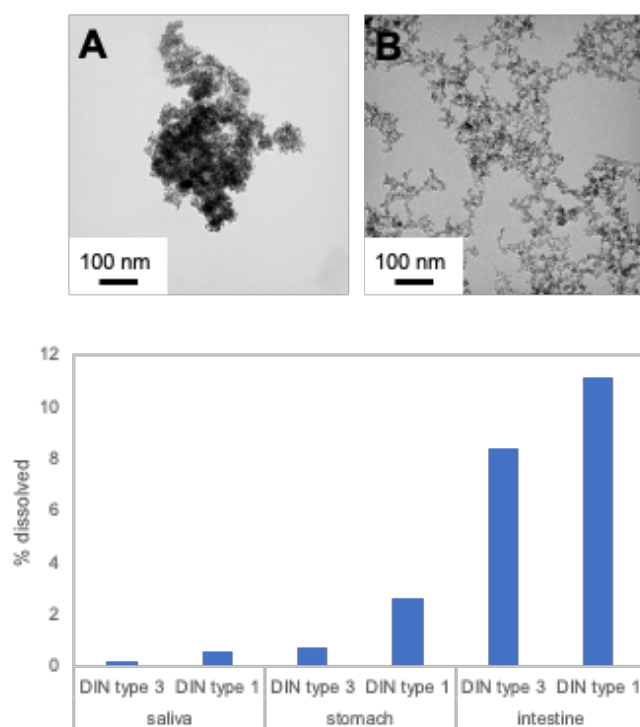 A
B
100 nm
100 nm
12
10
8
6
4
2
0
% dissolved
DIN type 3 DIN type 1 DIN type 3 DIN type 1 DIN type 3 DIN type 1
saliva stomach intestine